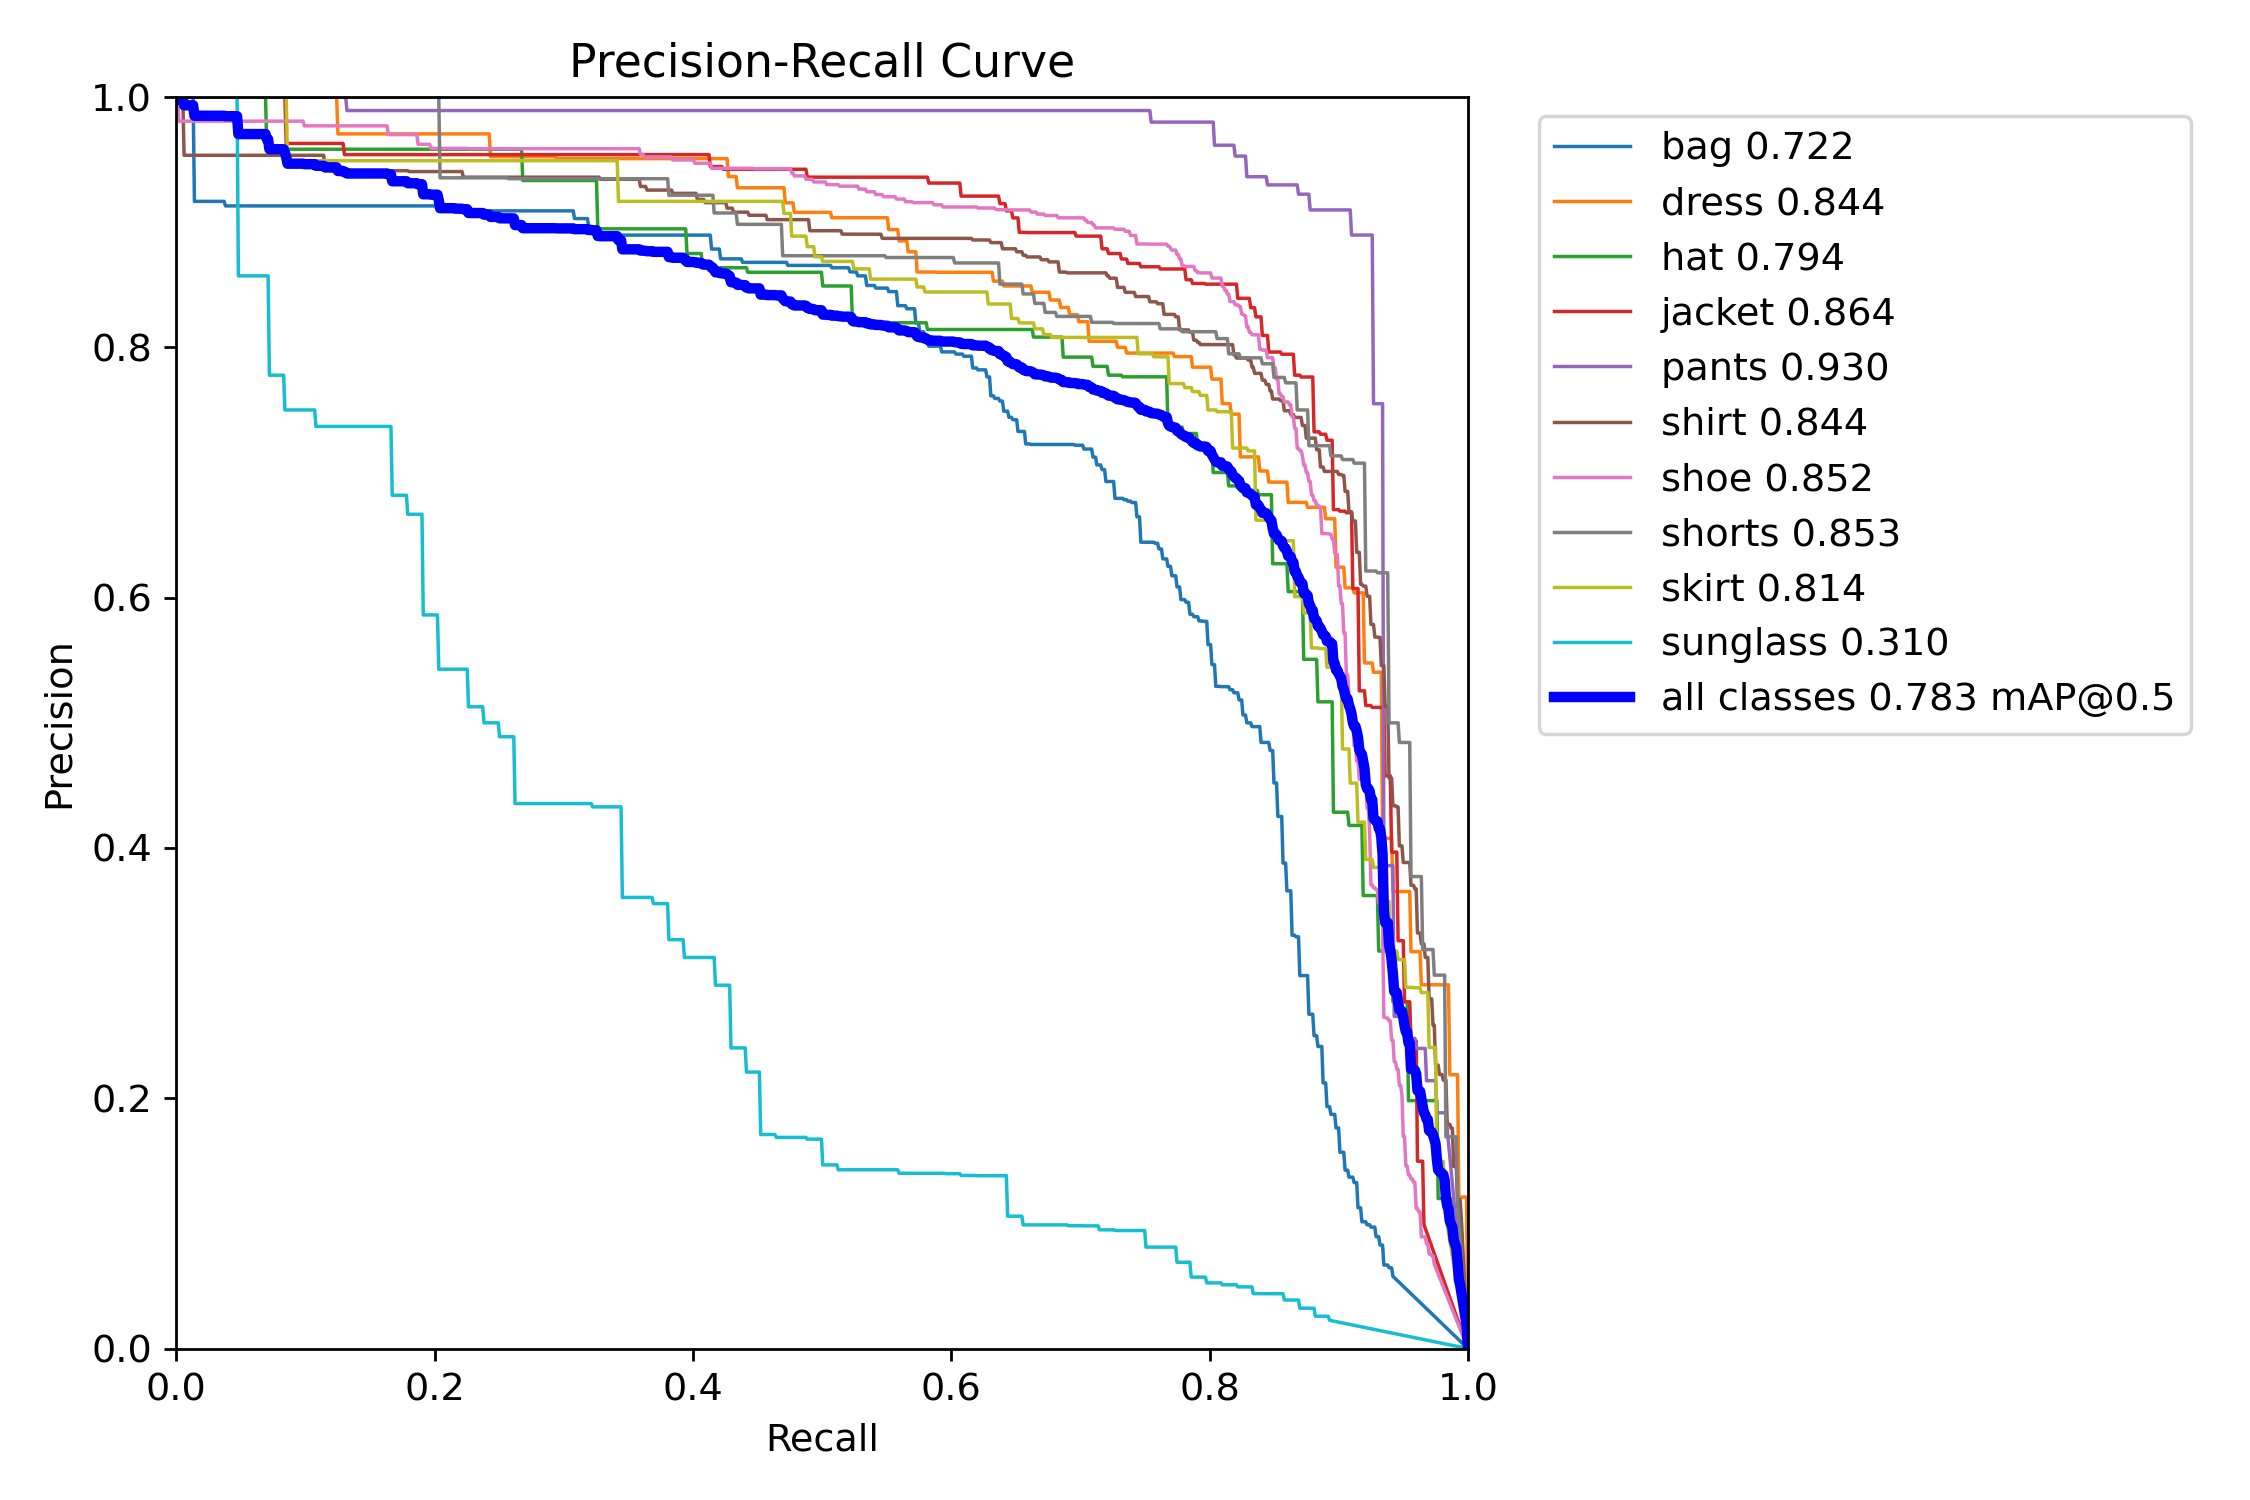 Precision-Recall Curve
1.0
0.8
0.6
0.4
0.2
0.0
Precision
0.0 0.2 0.4 0.6 0.8 1.0
Recall
bag 0.722
dress 0.844
hat 0.794
jacket 0.864
pants 0.930
shirt 0.844
shoe 0.852
shorts 0.853
skirt 0.814
sunglass 0.310
all classes 0.783 mAP@0.5